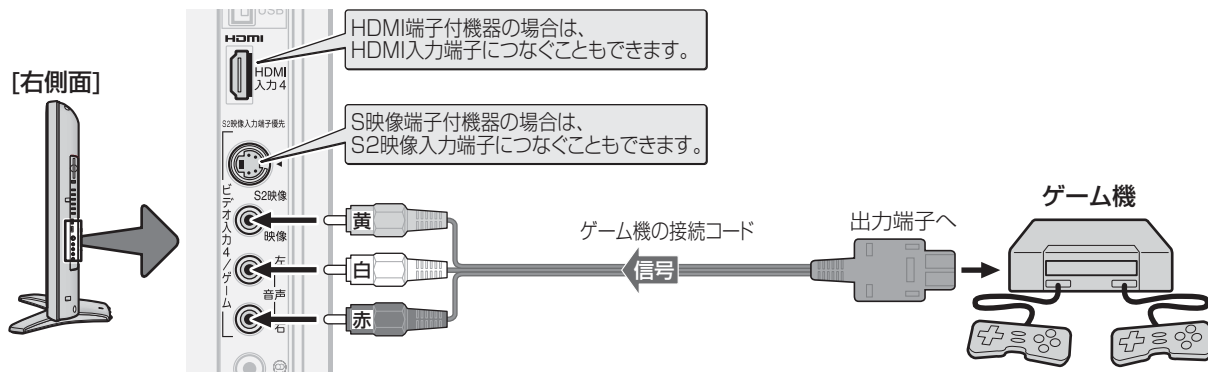 USB
HDMI
HDMI
入力4
HDMI端子付機器の場合は、
HDMI入力端子につなぐこともできます。
[右側面]
S2映像入力端子優先
S映像端子付機器の場合は、
S2映像入力端子につなぐこともできます。
ビデオ入力4/ゲーム
S2映像
映像
左
音声
右
黄
白
赤
ゲーム機の接続コード
信号
出力端子へ
ゲーム機